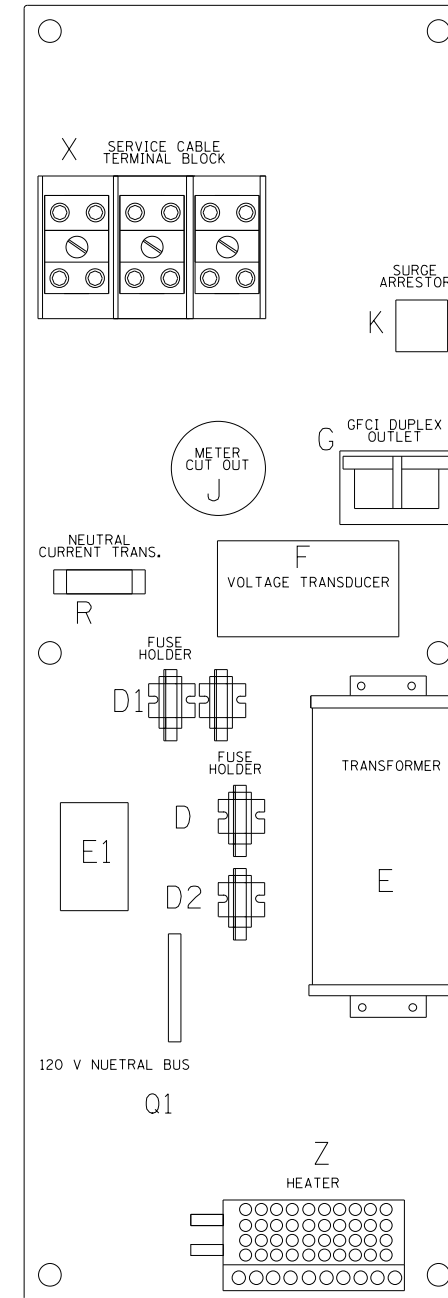 X
SERVICE CABLE
TERMINAL BLOCK
SURGE
ARRESTOR
K
GFCI DUPLEX
OUTLET
G
METER
CUT OUT
J
NEUTRAL
CURRENT TRANS.
R
F
VOLTAGE TRANSDUCER
FUSE
HOLDER
D1
FUSE
HOLDER
D
TRANSFORMER
E
E1
D2
120 V NUETRAL BUS
Q1
Z
HEATER